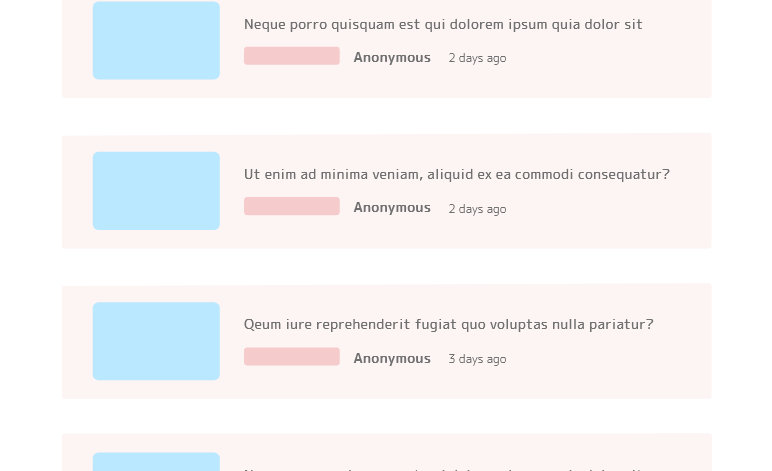 Neque porro quisquam est qui dolorem ipsum quia dolor sit
Anonymous 2 days ago
Ut enim ad minima veniam, aliquid ex ea commodi consequatur?
Anonymous 2 days ago
Qeum iure reprehenderit fugiat quo voluptas nulla pariatur?
Anonymous 3 days ago